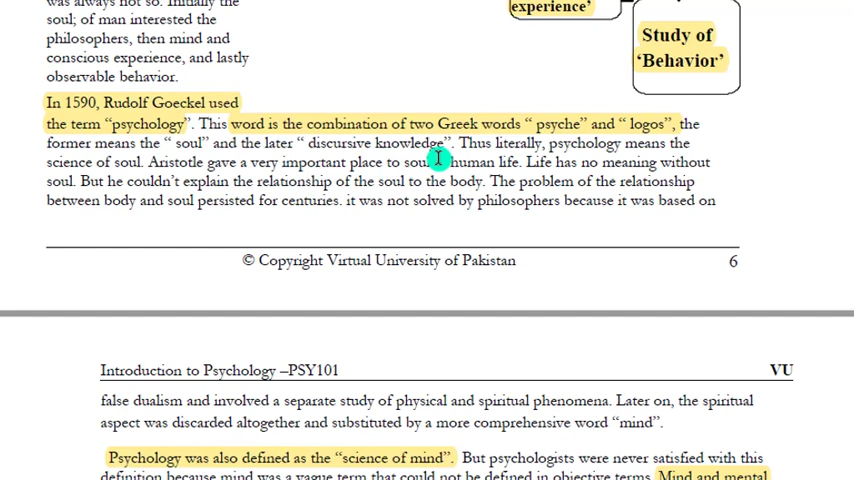 was always not so. Initially the
soul; of man interested the
philosophers, then mind and
conscious experience, and lastly
observable behavior.
experience’
Study of
‘Behavior’
In 1590, Rudolf Goeckel used
the term “psychology”. This word is the combination of two Greek words “ psyche” and “ logos”, the
former means the “ soul” and the later “ discursive knowledge”. Thus literally, psychology means the
science of soul. Aristotle gave a very important place to soul human life. Life has no meaning without
soul. But he couldn’t explain the relationship of the soul to the body. The problem of the relationship
between body and soul persisted for centuries. it was not solved by philosophers because it was based on
© Copyright Virtual University of Pakistan 6
Introduction to Psychology –PSY101 VU
false dualism and involved a separate study of physical and spiritual phenomena. Later on, the spiritual
aspect was discarded altogether and substituted by a more comprehensive word “mind”.
Psychology was also defined as the “science of mind”. But psychologists were never satisfied with this
definition because mind was a vague term that could not be defined in objective terms. Mind and mental